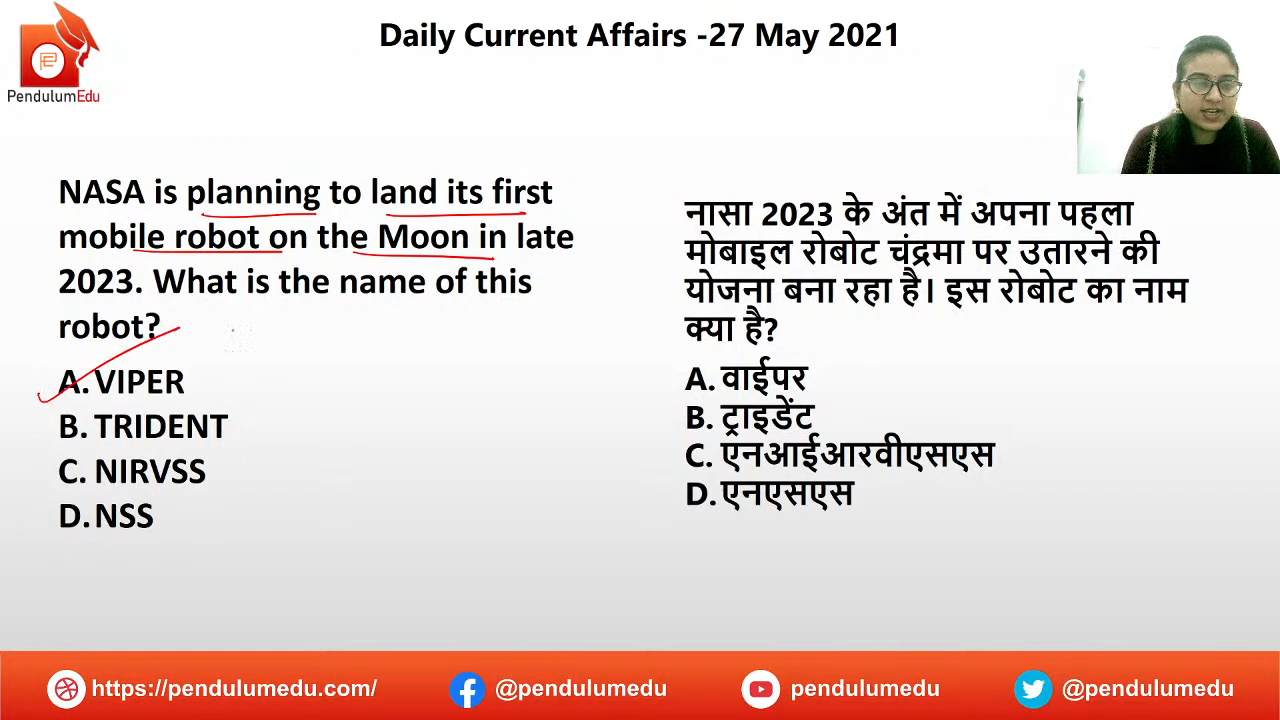 Daily Current Affairs -27 May 2021
PendulumEdu
NASA is planning to land its first
mobile robot on the Moon in late
2023. What is the name of this
robot?
A. VIPER
B. TRIDENT
C. NIRVSS
D. NSS
नासा 2023 के अंत में अपना पहला
मोबाइल रोबोट चंद्रमा पर उतारने की
योजना बना रहा है। इस रोबोट का नाम
क्या है?
A. वाईपर
B. ट्राइडेंट
C. एनआईआरवीएसएस
D. एनएसएस
https://pendulumedu.com/
@pendulumedu
pendulumedu
@pendulumedu